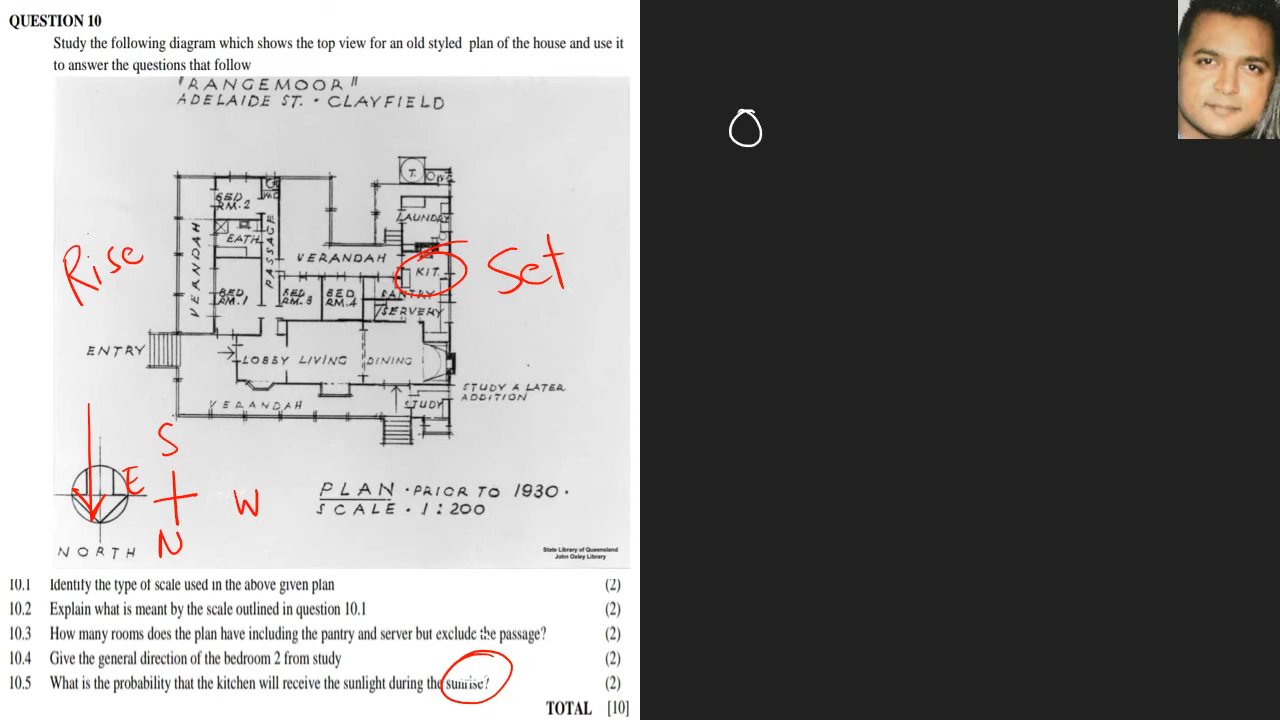 QUESTION 10
Study the following diagram which shows the top view for an old styled plan of the house and use it
to answer the questions that follow
"RANGEMOOR"
ADELAIDE ST. · CLAYFIELD
T.
BED
RM.2
W.C
LAUNDRY
BATH
PASSAGE
VERNDAH
VERANDAH
KIT.
Rise
Set
BED
RM.1
BED
RM.3
BED
RM.4
PANTRY
SERVERY
ENTRY
LOBBY
LIVING
DINING
STUDY A LATER
ADDITION
VERANDAH
STUDY
S
E
W
N
NORTH
PLAN · PRIOR TO 1930 ·
SCALE · 1:200
State Library of Queensland
John Oxley Library
10.1 Identify the type of scale used in the above given plan (2)
10.2 Explain what is meant by the scale outlined in question 10.1 (2)
10.3 How many rooms does the plan have including the pantry and server but exclude the passage? (2)
10.4 Give the general direction of the bedroom 2 from study (2)
10.5 What is the probability that the kitchen will receive the sunlight during the sunrise? (2)
TOTAL [10]